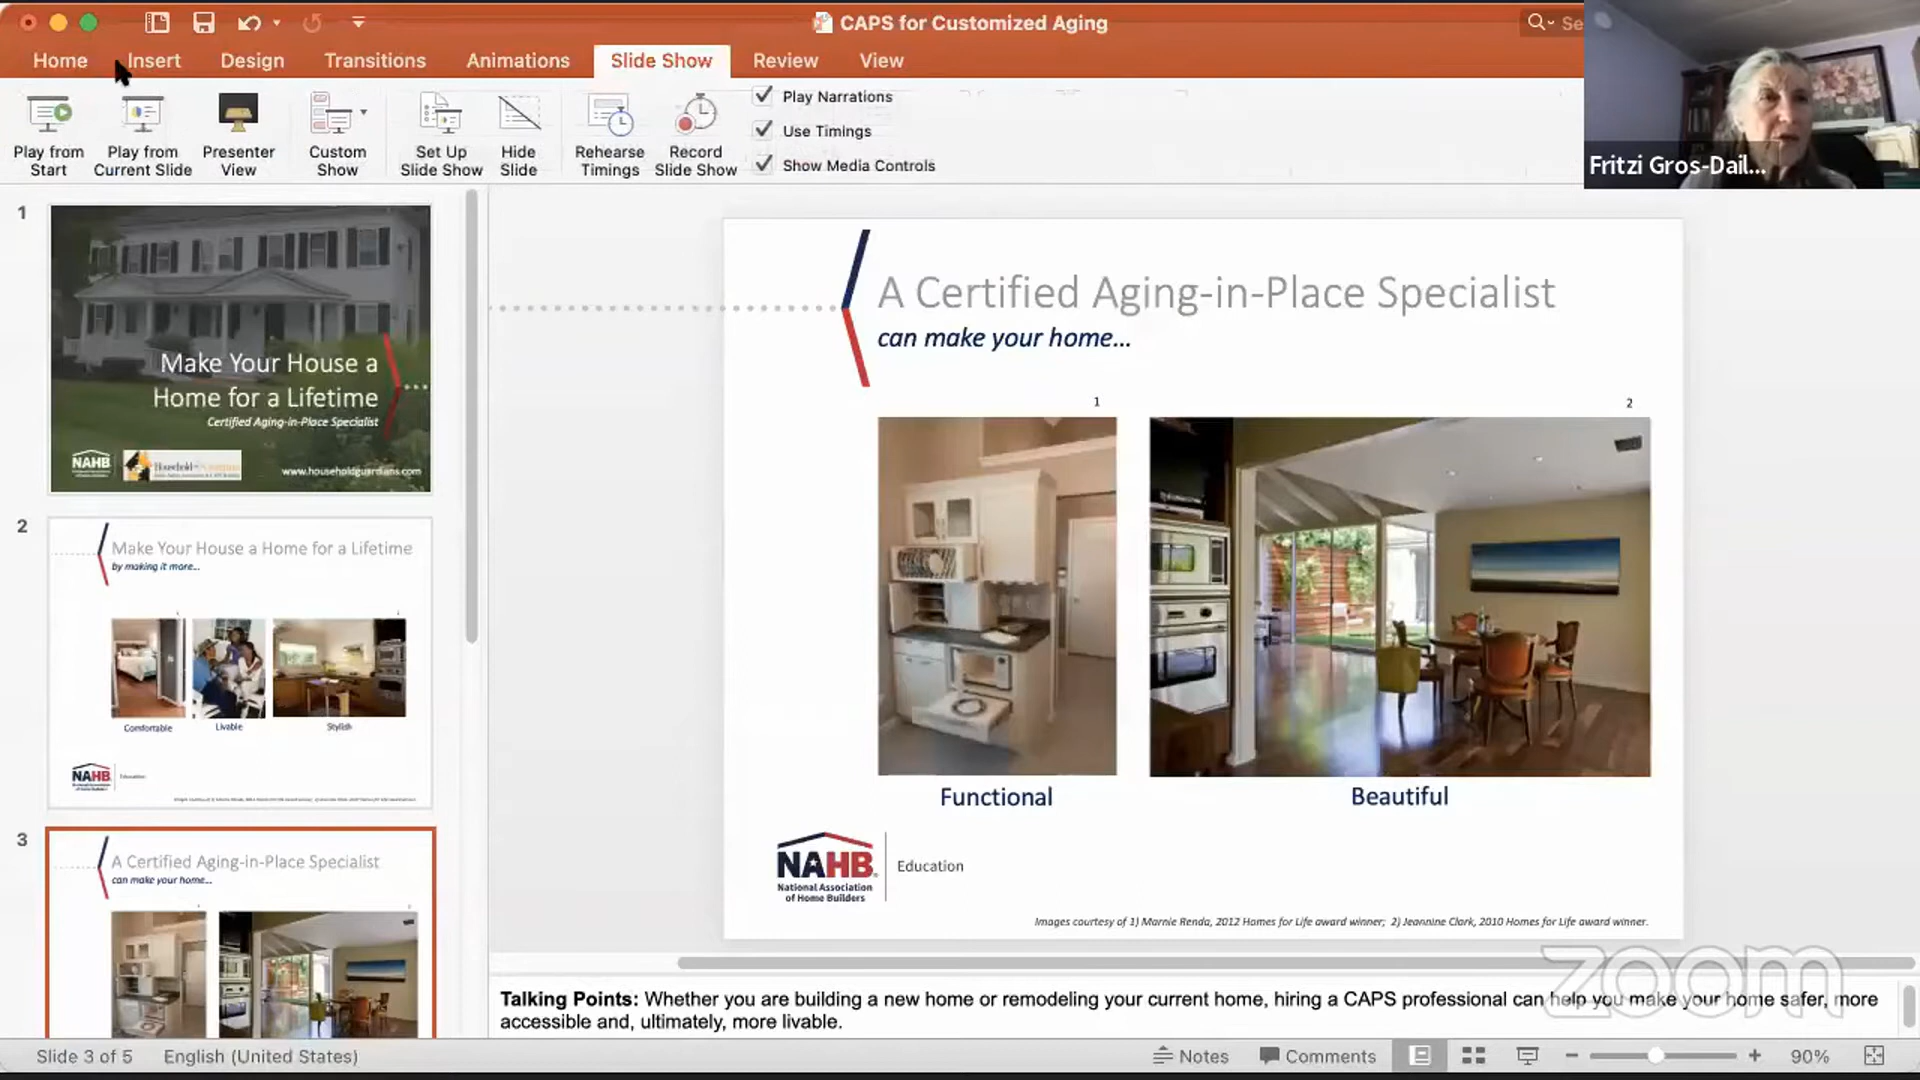 CAPS for Customized Aging
Se
Home
Insert
Design
Transitions
Animations
Slide Show
Review
View
Play from
Start
Play from
Current Slide
Presenter
View
Custom
Show
Set Up
Slide Show
Hide
Slide
Rehearse
Timings
Record
Slide Show
Play Narrations
Use Timings
Show Media Controls
Fritzi Gros-Dail...
1
Make Your House a
Home for a Lifetime
Certified Aging-in-Place Specialist
NAHB
www.householdguardians.com
2
Make Your House a Home for a Lifetime
by making it more...
Comfortable
Livable
Stylish
NAHB
Education
3
A Certified Aging-in-Place Specialist
can make your home...
A Certified Aging-in-Place Specialist
can make your home...
1
2
Functional
Beautiful
NAHB
National Association
of Home Builders
Education
Images courtesy of 1) Marnie Renda, 2012 Homes for Life award winner; 2) Jeannine Clark, 2010 Homes for Life award winner.
zoom
Talking Points: Whether you are building a new home or remodeling your current home, hiring a CAPS professional can help you make your home safer, more
accessible and, ultimately, more livable.
Slide 3 of 5
English (United States)
Notes
Comments
90%